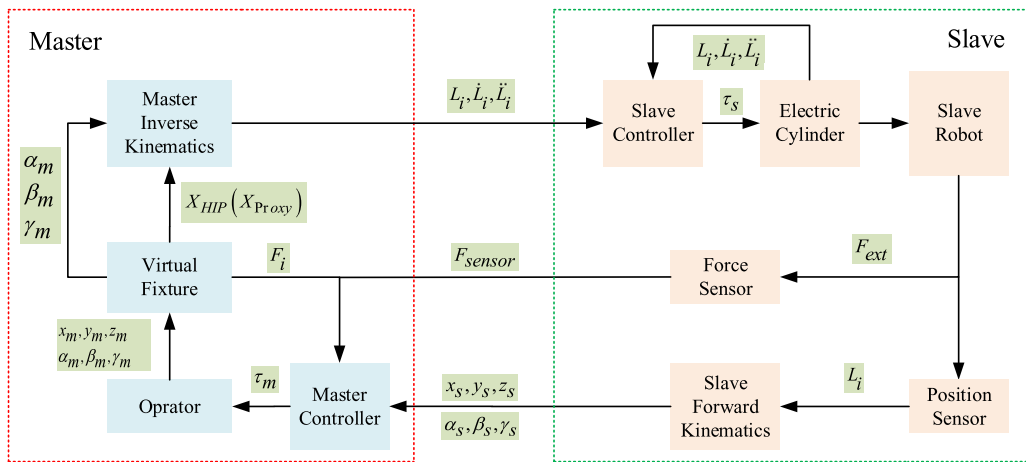 Master
Slave
Master
Inverse
Kinematics
L_i, L̇_i, L̈_i
Slave
Controller
L_i, L̇_i, L̈_i
τ_s
Electric
Cylinder
Slave
Robot
α_m
β_m
γ_m
X_HIP (X_Proxy)
Virtual
Fixture
F_i
F_sensor
Force
Sensor
F_ext
x_m, y_m, z_m
α_m, β_m, γ_m
Oprator
τ_m
Master
Controller
x_s, y_s, z_s
α_s, β_s, γ_s
Slave
Forward
Kinematics
L_i
Position
Sensor